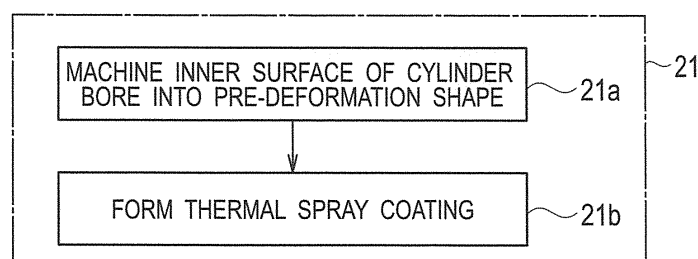 MACHINE INNER SURFACE OF CYLINDER
BORE INTO PRE-DEFORMATION SHAPE
21a
21
FORM THERMAL SPRAY COATING
21b